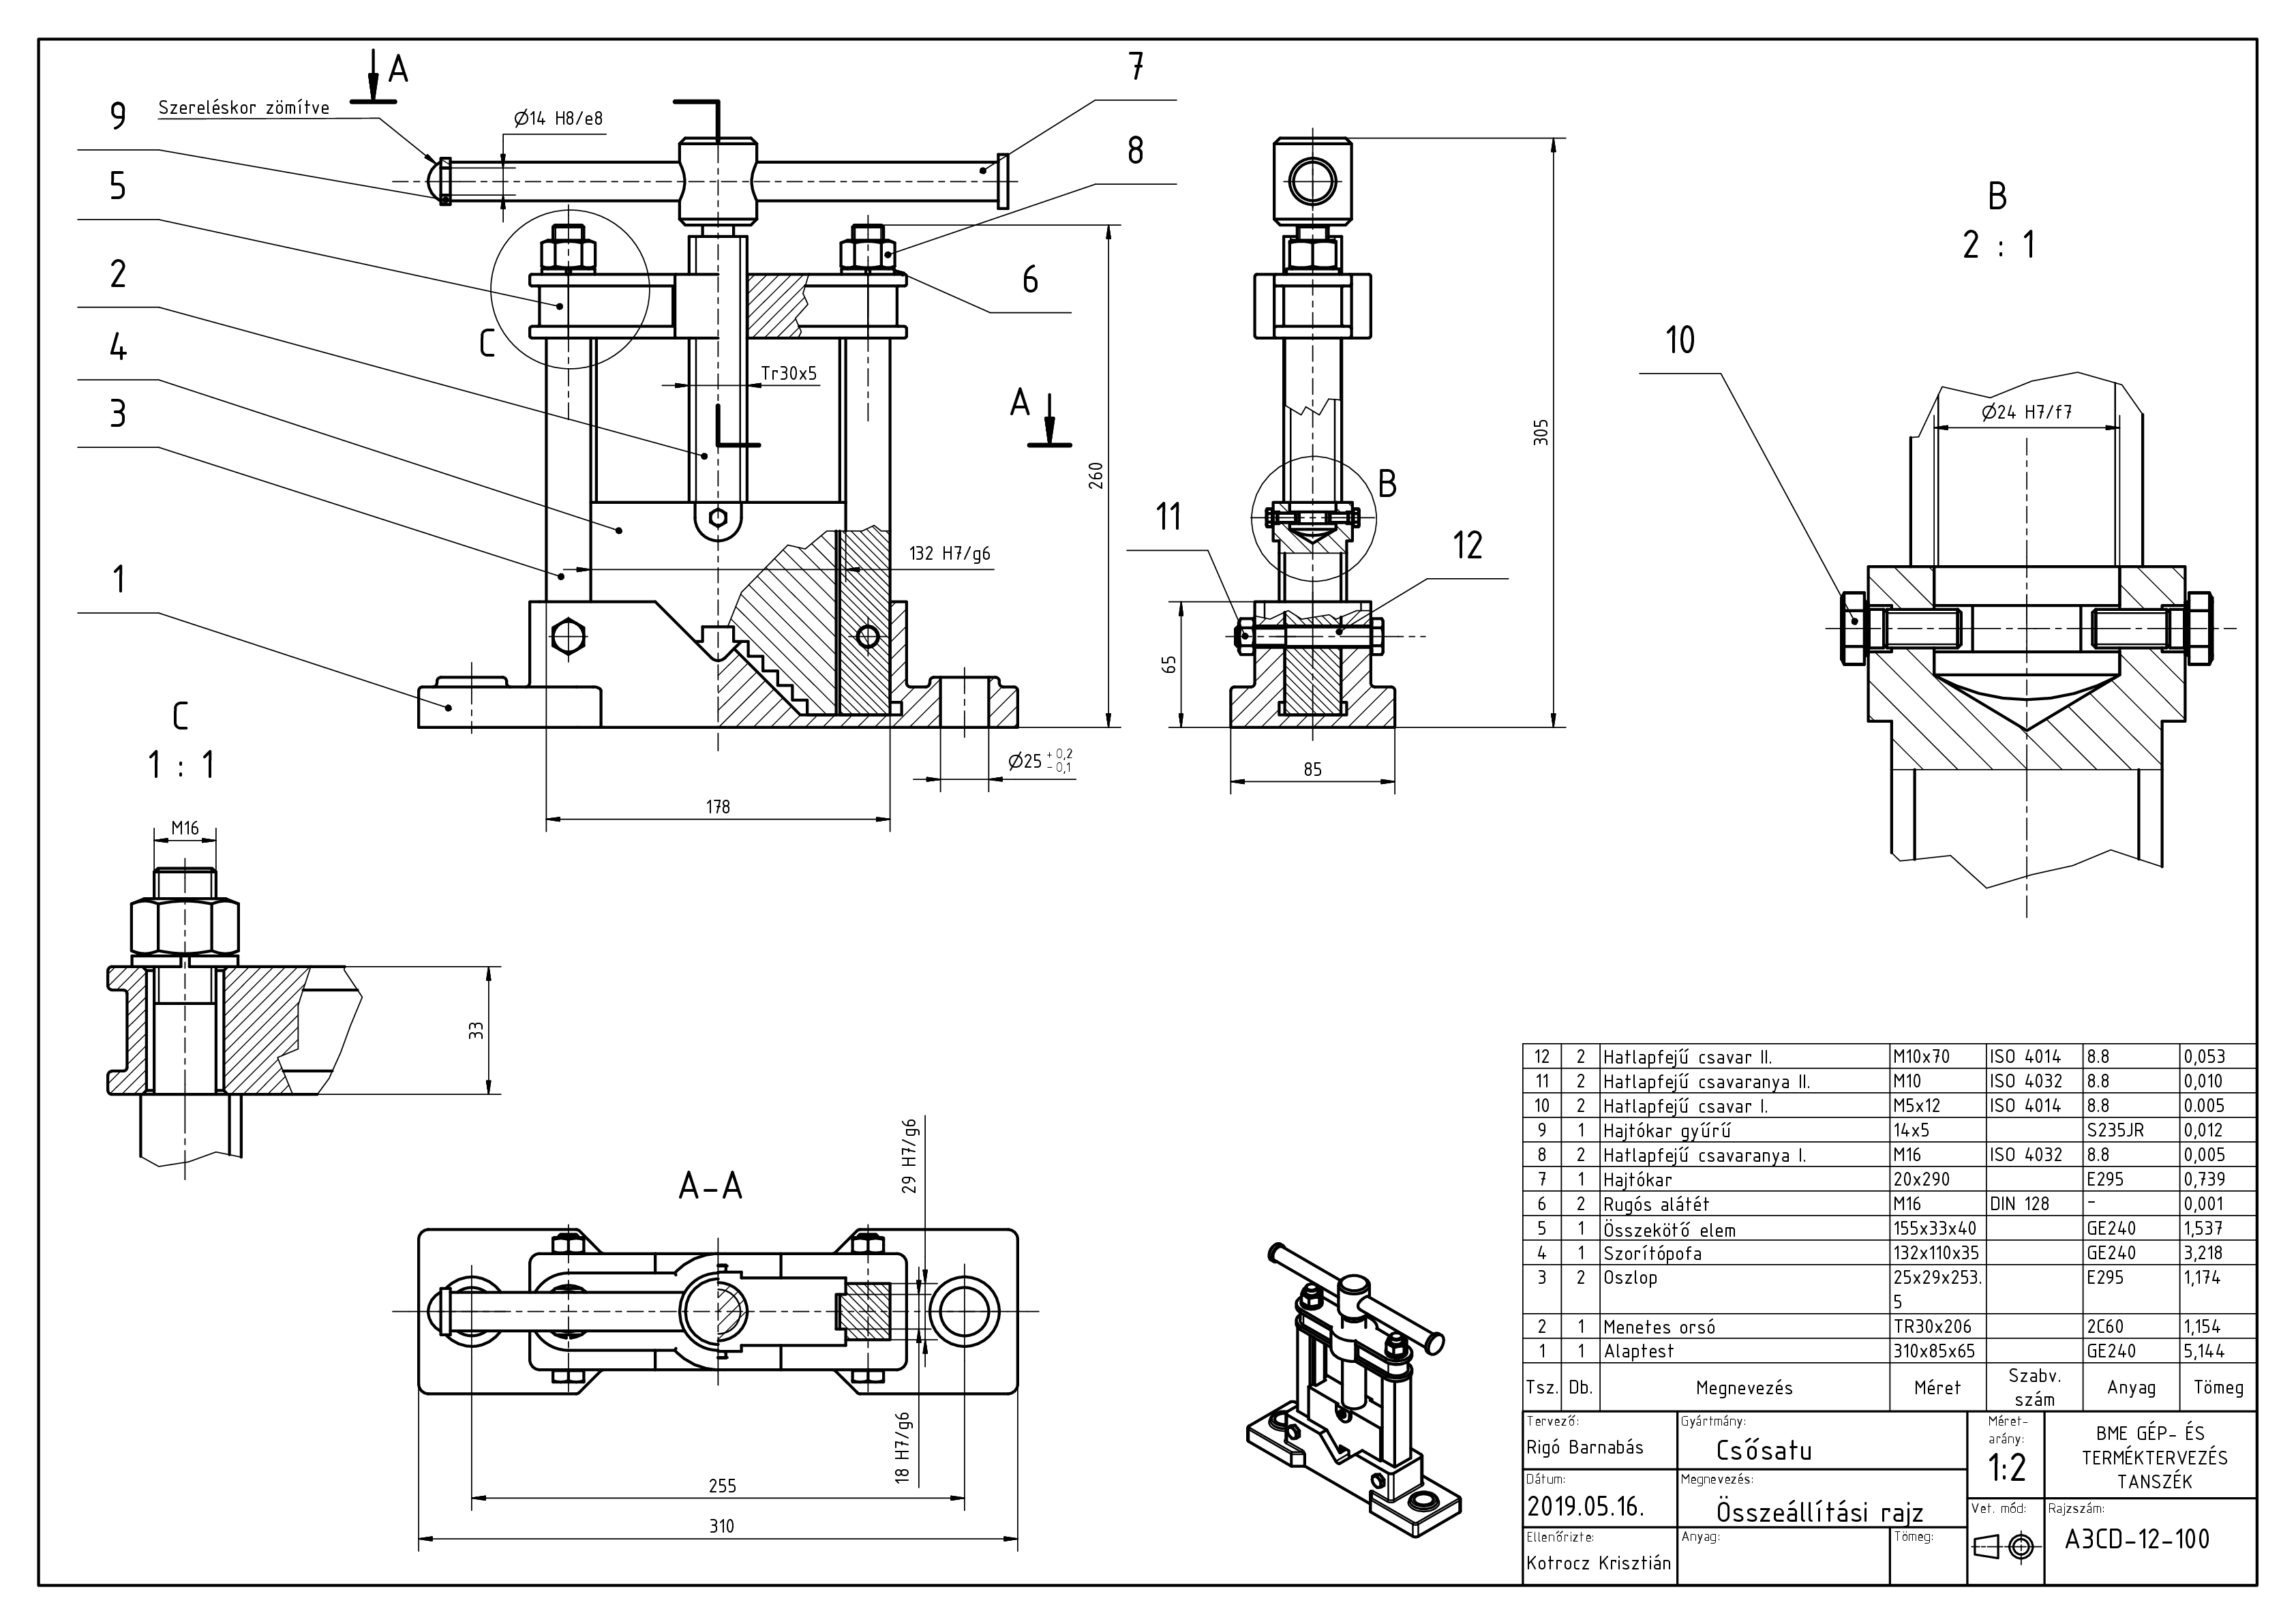 A
7
9
Szereléskor zömítve
Ø14 H8/e8
8
5
B
2 : 1
2
6
C
10
4
Tr30x5
A
3
Ø24 H7/f7
305
260
B
11
12
132 H7/g6
1
65
C
1 : 1
Ø25 +0,2
-0,1
85
178
M16
33
A-A
29 H7/g6
18 H7/g6
255
310
12 2 Hatlapfejű csavar II. M10x70 ISO 4014 8.8 0,053
11 2 Hatlapfejű csavaranya II. M10 ISO 4032 8.8 0,010
10 2 Hatlapfejű csavar I. M5x12 ISO 4014 8.8 0.005
9 1 Hajtókar gyűrű 14x5 S235JR 0,012
8 2 Hatlapfejű csavaranya I. M16 ISO 4032 8.8 0,005
7 1 Hajtókar 20x290 E295 0,739
6 2 Rugós alátét M16 DIN 128 - 0,001
5 1 Összekötő elem 155x33x40 GE240 1,537
4 1 Szorítópofa 132x110x35 GE240 3,218
3 2 Oszlop 25x29x253. E295 1,174
5
2 1 Menetes orsó TR30x206 2C60 1,154
1 1 Alaptest 310x85x65 GE240 5,144
Tsz. Db. Megnevezés Méret Szabv. Anyag Tömeg
szám
Tervező:
Rigó Barnabás
Gyártmány:
Csősatu
Méret-
arány:
1:2
BME GÉP- ÉS
TERMÉKTERVEZÉS
TANSZÉK
Dátum:
2019.05.16.
Megnevezés:
Összeállítási rajz
Vet. mód:
Rajzszám:
A3CD-12-100
Ellenőrizte:
Kotrocz Krisztián
Anyag:
Tömeg: